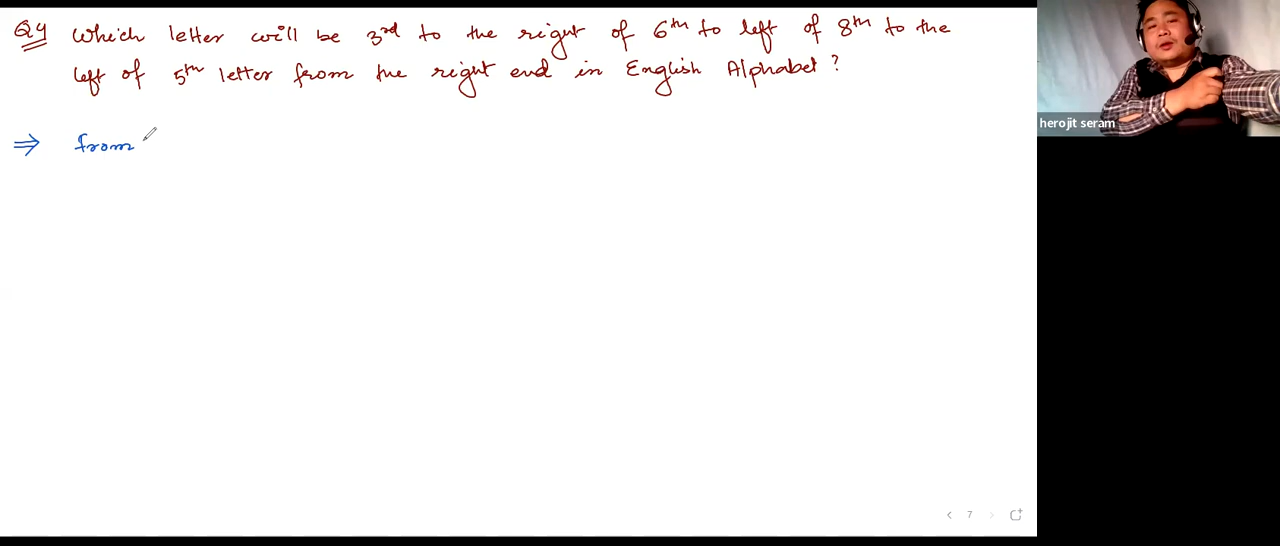 Q4 Which letter will be 3rd to the right of 6th to left of 8th to the
left of 5th letter from the right end in English Alphabet ?
⇒ from
herojit seram
7